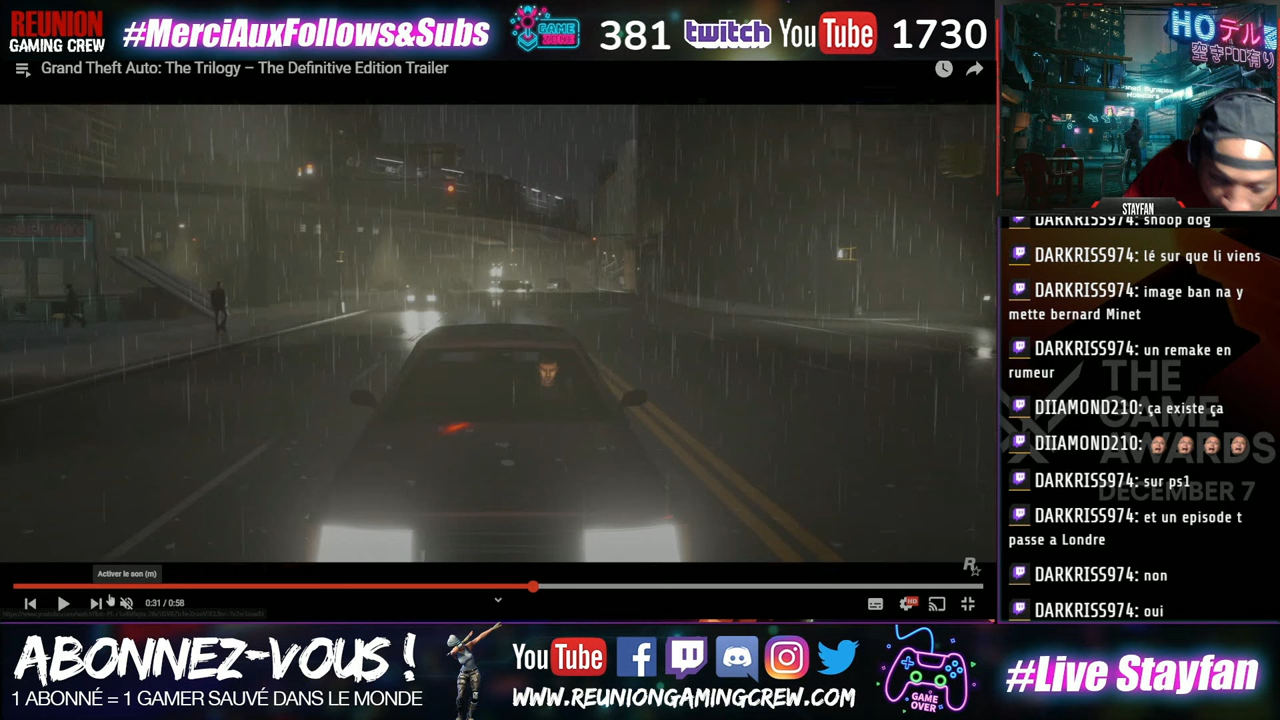 REUNION
GAMING CREW
#MerciAuxFollows&Subs
GAME
381
twitch
YouTube
1730
Grand Theft Auto: The Trilogy – The Definitive Edition Trailer
HOテル
空き
STAYFAN
DARKRISS974: snoop dog
DARKRISS974: lé sur que li viens
DARKRISS974: image ban na y
mette bernard Minet
DARKRISS974: un remake en
rumeur
DIIAMOND210: ça existe ça
DIIAMOND210:
DARKRISS974: sur ps1
DARKRISS974: et un episode t
passe a Londre
DARKRISS974: non
DARKRISS974: oui
THE
GAME
AWARDS
DECEMBER 7
Activer le son (m)
0:31 / 0:58
HD
R
ABONNEZ-VOUS !
1 ABONNÉ = 1 GAMER SAUVÉ DANS LE MONDE
YouTube
WWW.REUNIONGAMINGCREW.COM
GAME
OVER
#Live Stayfan